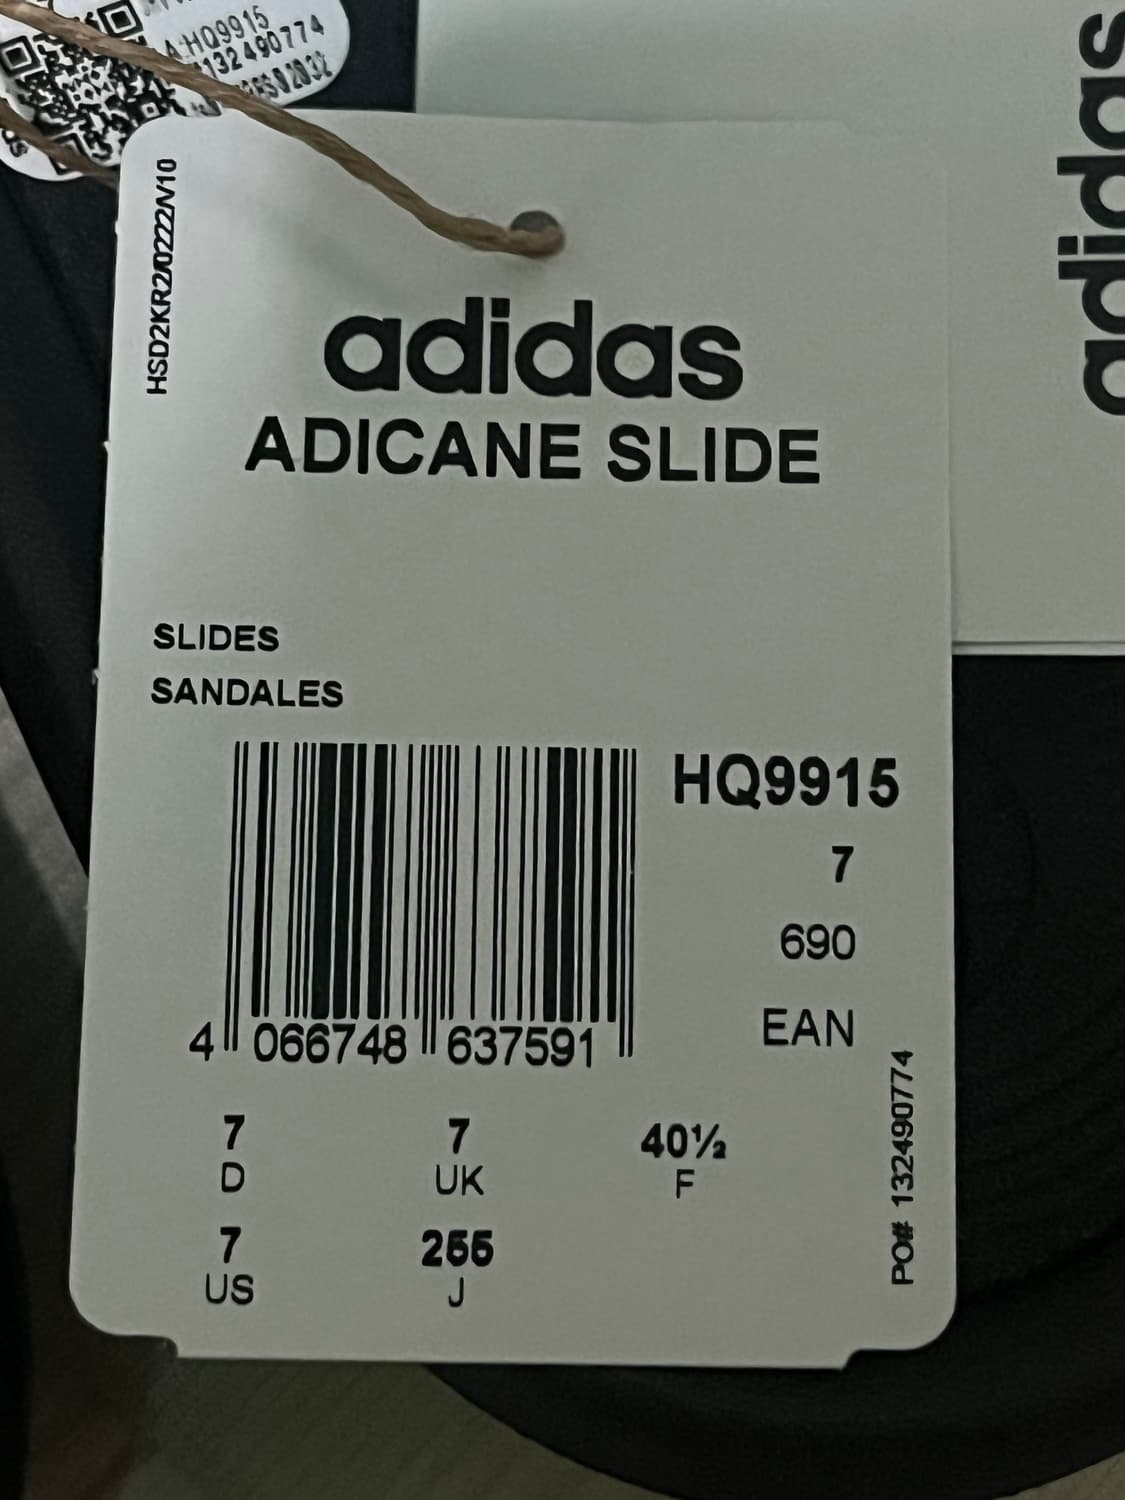 A:HQ9915
132490774
HSD2KR2/0222/V10
adidas
ADICANE SLIDE
SLIDES
SANDALES
HQ9915
7
690
EAN
4 066748 637591
7
D
7
UK
40½
F
7
US
255
J
PO# 132490774
adidas